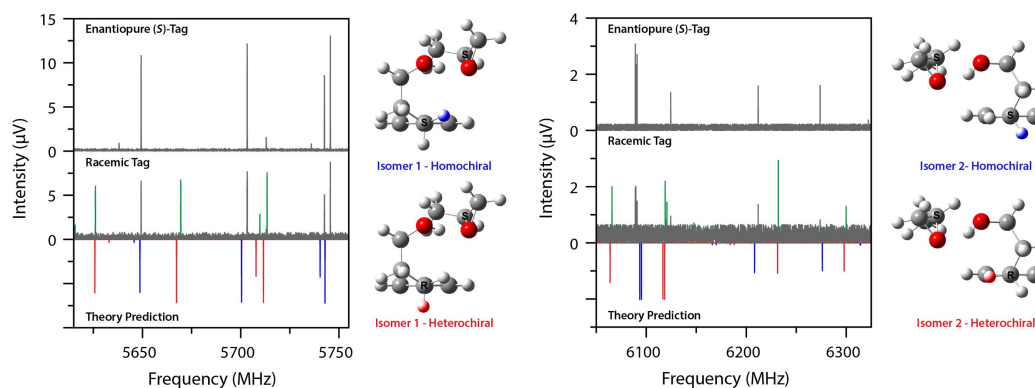 15
Enantiopure (S)-Tag
10
5
0
Racemic Tag
5
0
Theory Prediction
Intensity (µV)
5650
5700
5750
Frequency (MHz)
S
S
Isomer 1 - Homochiral
S
R
Isomer 1 - Heterochiral
4
Enantiopure (S)-Tag
2
0
Racemic Tag
2
0
Theory Prediction
Intensity (µV)
6100
6200
6300
Frequency (MHz)
S
S
Isomer 2- Homochiral
S
R
Isomer 2 - Heterochiral